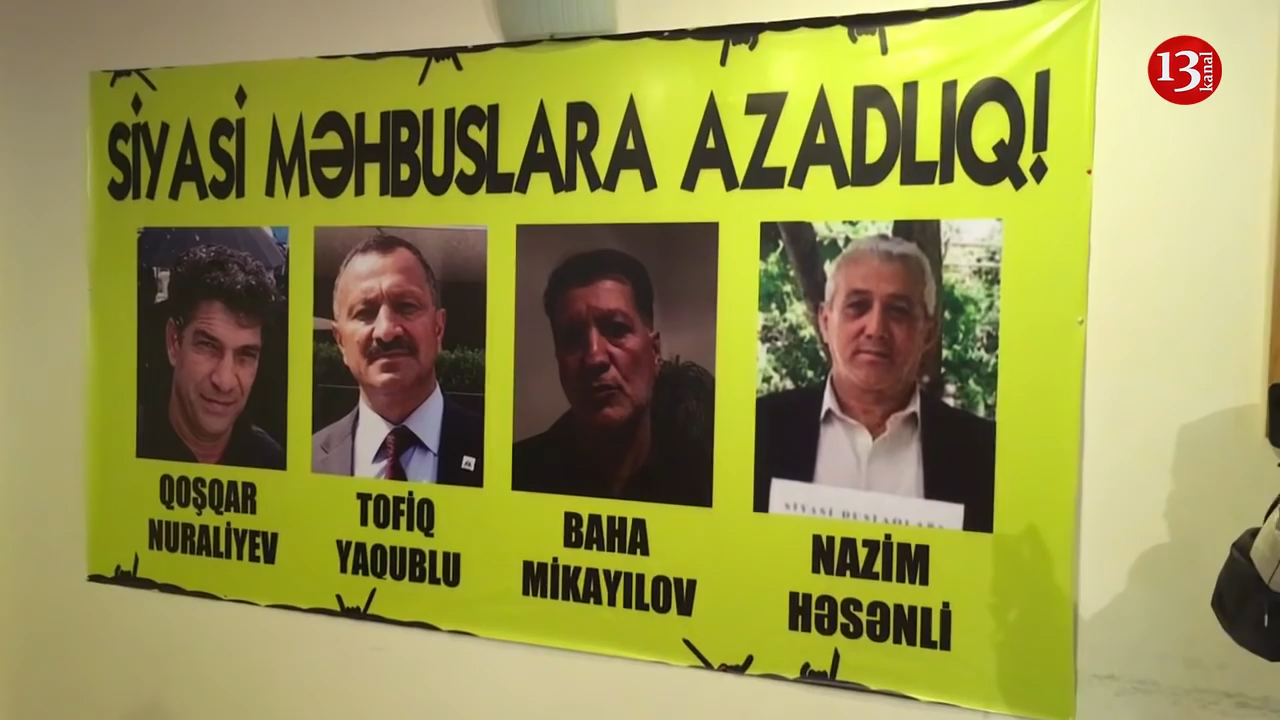 13 kanal
SİYASİ MƏHBUSLARA AZADLIQ!
QOŞQAR
NURALİYEV
TOFİQ
YAQUBLU
BAHA
MİKAYILOV
NAZİM
HƏSƏNLİ